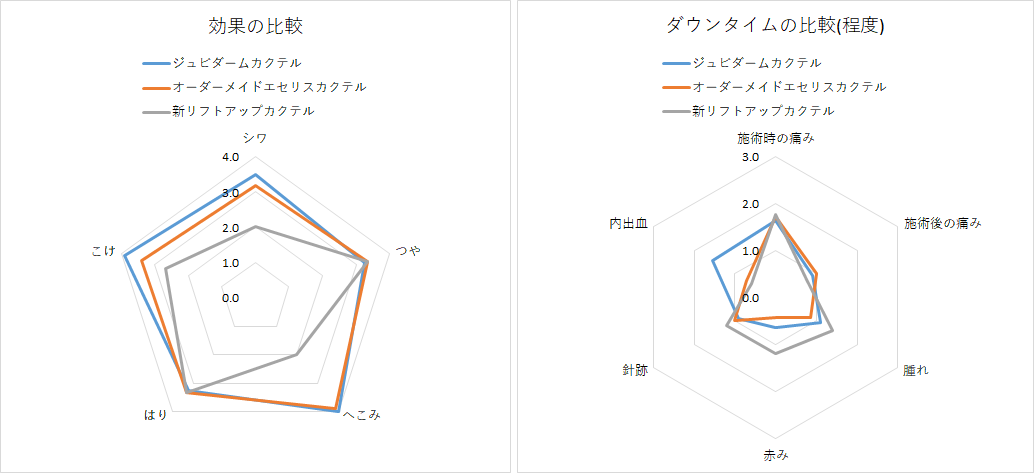 効果の比較
ジュビダームカクテル
オーダーメイドエセリスカクテル
新リフトアップカクテル
シワ
4.0
3.0
2.0
1.0
0.0
つや
へこみ
はり
こけ
ダウンタイムの比較(程度)
ジュビダームカクテル
オーダーメイドエセリスカクテル
新リフトアップカクテル
施術時の痛み
3.0
2.0
1.0
0.0
施術後の痛み
腫れ
赤み
針跡
内出血